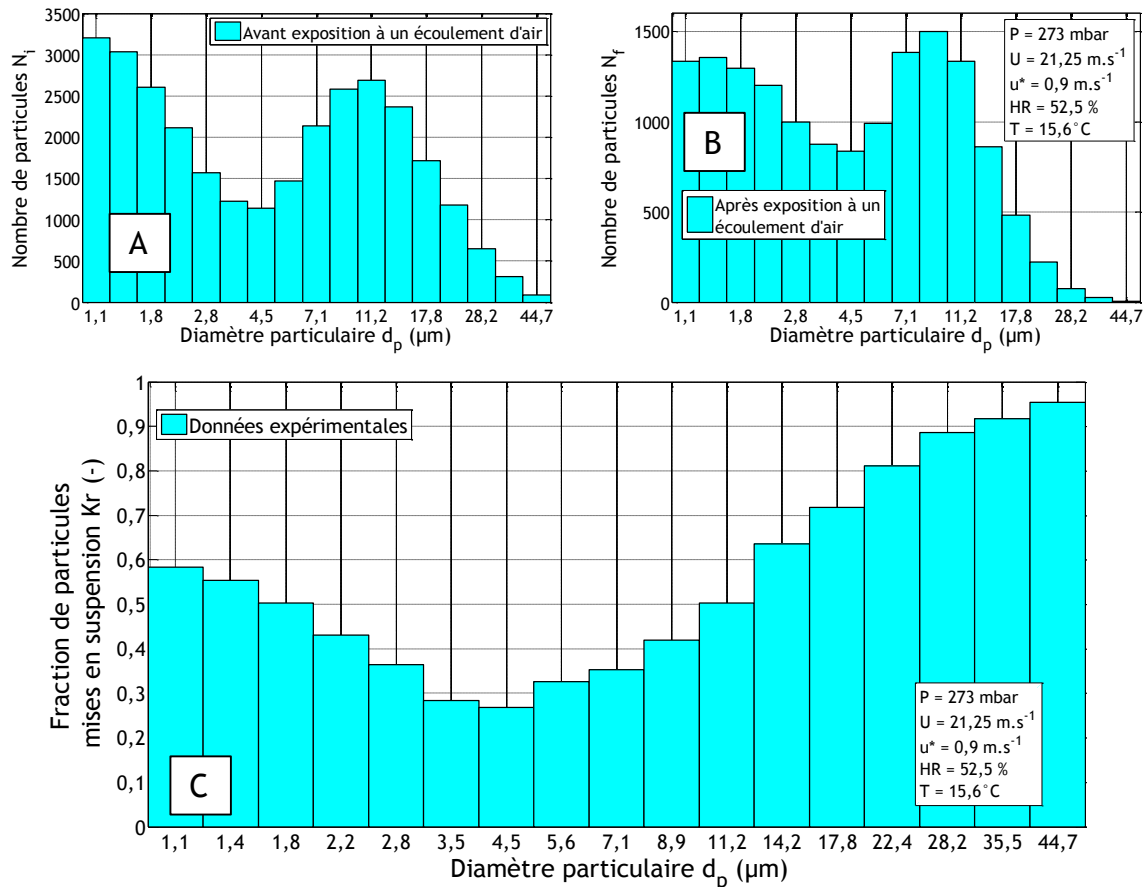 3500
3000
2500
2000
1500
1000
500
0
Nombre de particules N_i
Avant exposition à un écoulement d'air
A
1,1 1,8 2,8 4,5 7,1 11,2 17,8 28,2 44,7
Diamètre particulaire d_p (µm)
1500
1000
500
0
Nombre de particules N_f
P = 273 mbar
U = 21,25 m.s⁻¹
u* = 0,9 m.s⁻¹
HR = 52,5 %
T = 15,6°C
B
Après exposition à un
écoulement d'air
1,1 1,8 2,8 4,5 7,1 11,2 17,8 28,2 44,7
Diamètre particulaire d_p (µm)
1
0,9
0,8
0,7
0,6
0,5
0,4
0,3
0,2
0,1
0
Fraction de particules
mises en suspension Kr (-)
Données expérimentales
P = 273 mbar
U = 21,25 m.s⁻¹
u* = 0,9 m.s⁻¹
HR = 52,5 %
T = 15,6°C
C
1,1 1,4 1,8 2,2 2,8 3,5 4,5 5,6 7,1 8,9 11,2 14,2 17,8 22,4 28,2 35,5 44,7
Diamètre particulaire d_p (µm)